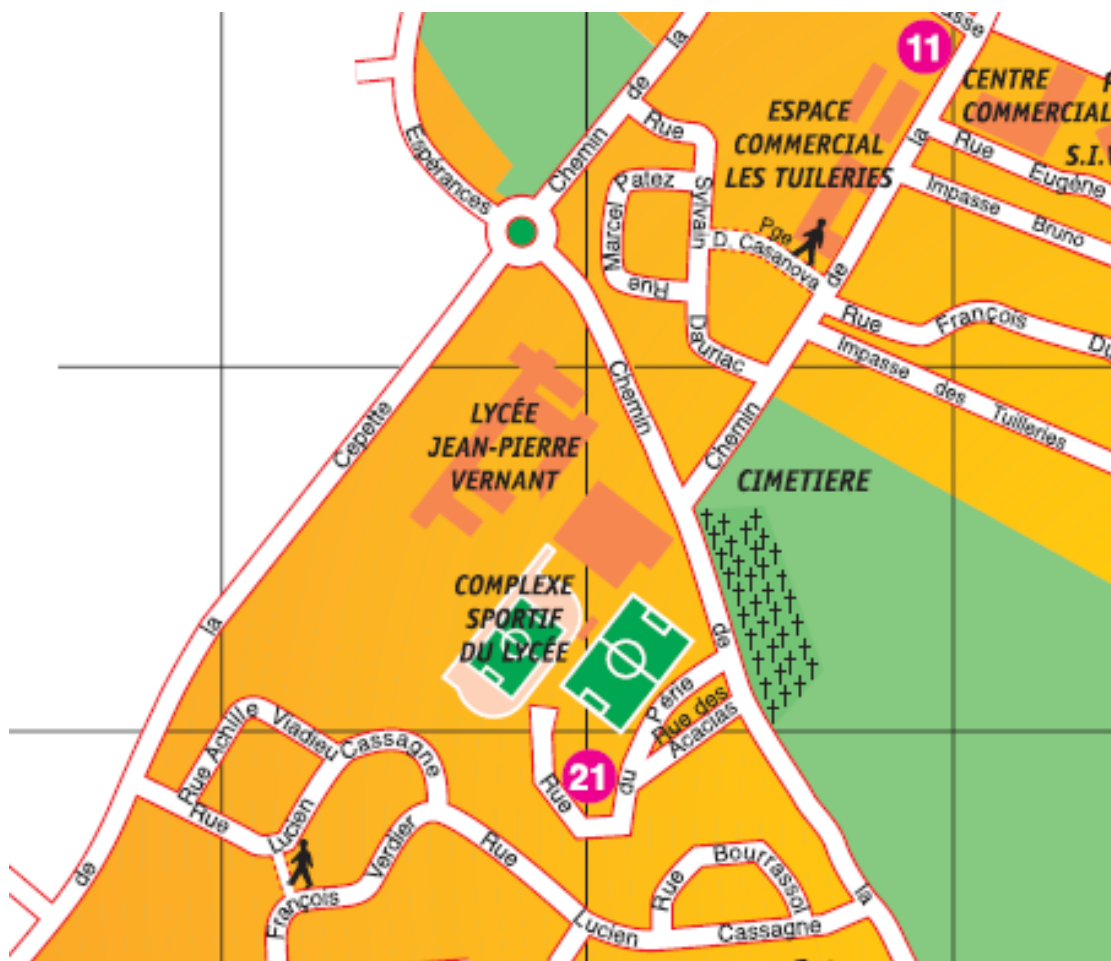 11
CENTRE
COMMERCIAL
ESPACE
COMMERCIAL
LES TUILERIES
la
de
Chemin
Espérances
Rue
Sylvain
Dauriac
Patez
Marcel
Rue
Pge
D. Casanova
la
de
Chemin
Rue Eugène
Impasse Bruno
Rue François
Impasse des Tuilleries
Chemin
de
la
LYCÉE
JEAN-PIERRE
VERNANT
CIMETIERE
COMPLEXE
SPORTIF
DU LYCÉE
Cepette
la
de
Rue Achille
Viadieu
Rue
Lucien
Cassagne
François
Verdier
Rue
Lucien
Cassagne
21
Rue
du
Périe
Rue des
Acacias
Rue
Bourrassol